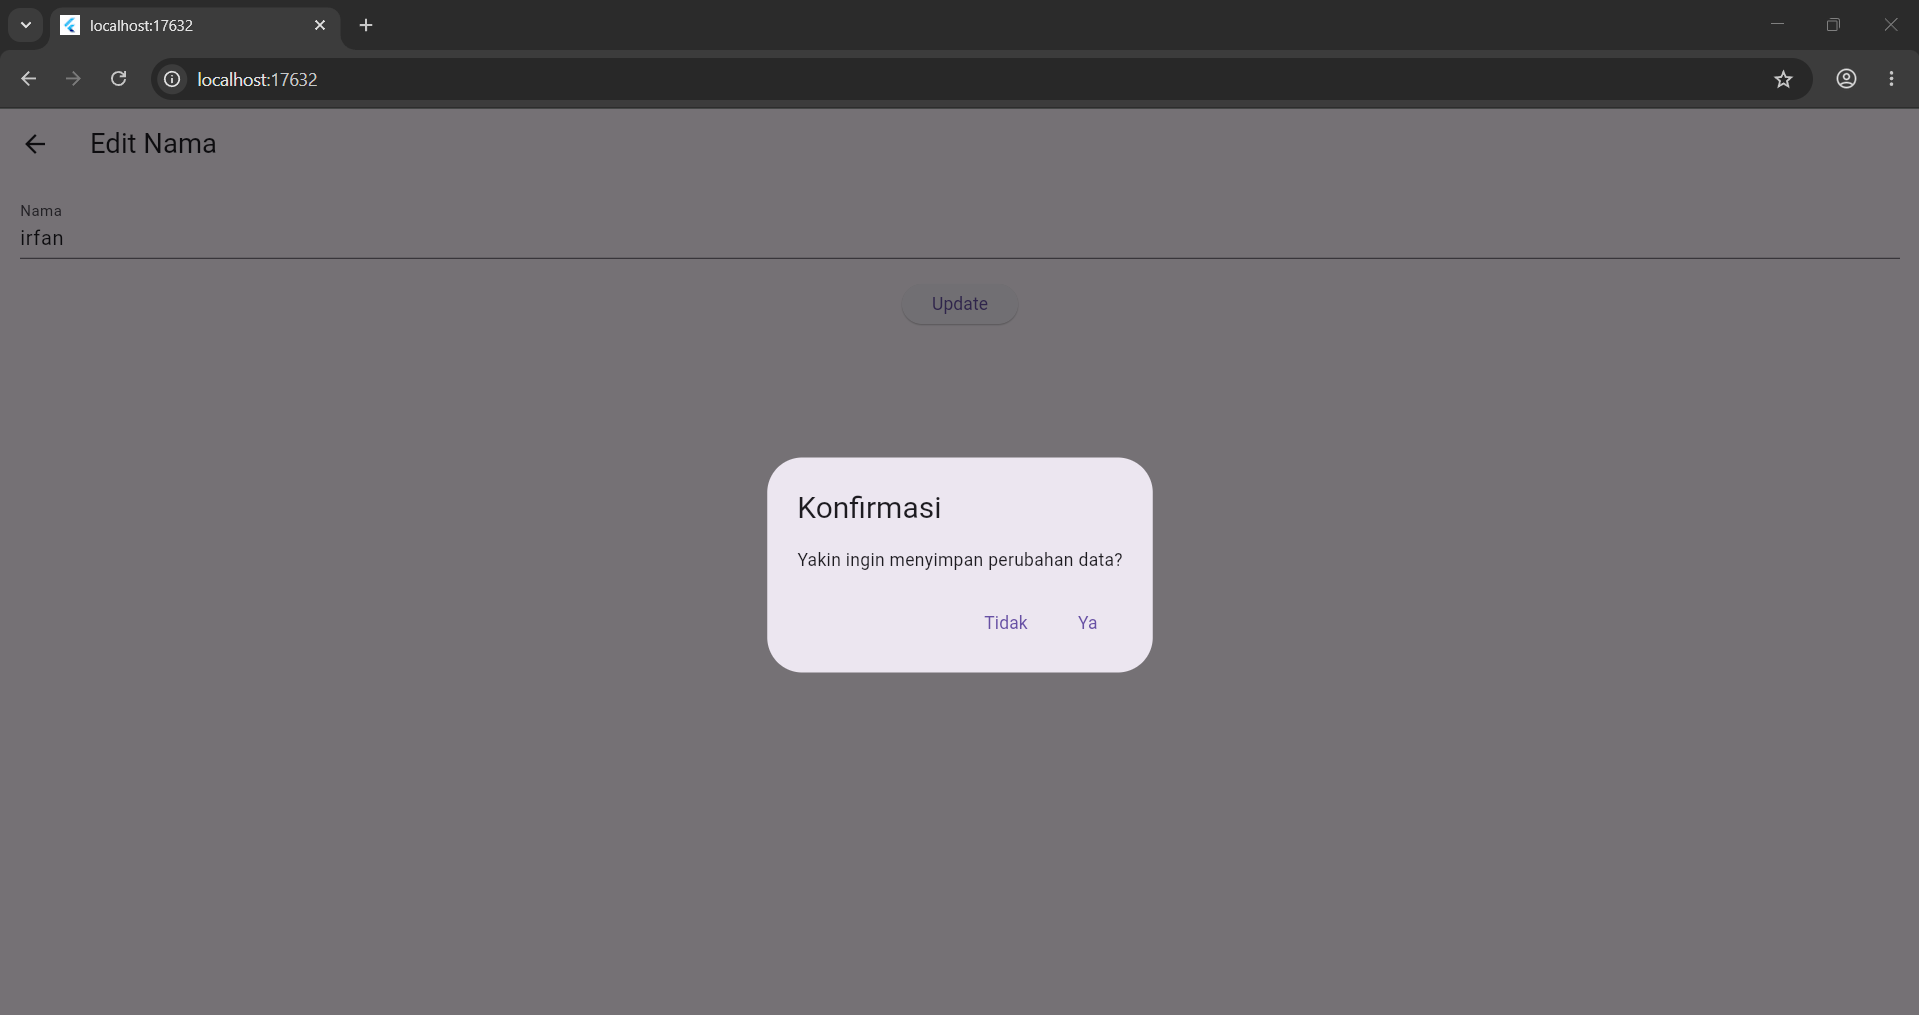 localhost:17632
localhost:17632
Edit Nama
Nama
irfan
Update
Konfirmasi
Yakin ingin menyimpan perubahan data?
Tidak Ya